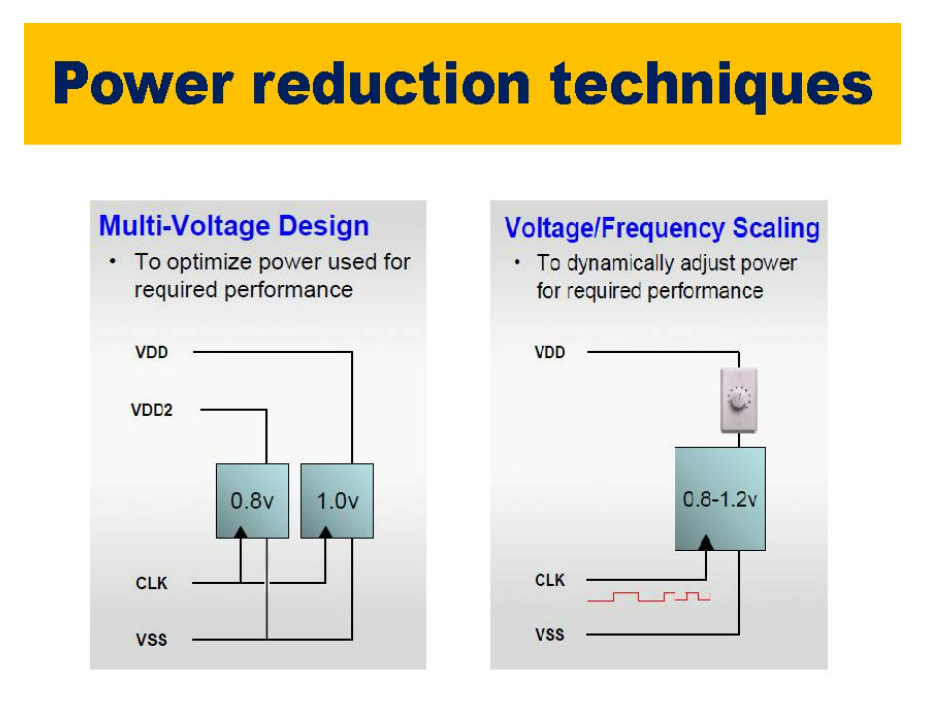 Power reduction techniques
Multi-Voltage Design
• To optimize power used for
required performance
VDD
VDD2
0.8v
1.0v
CLK
VSS
Voltage/Frequency Scaling
• To dynamically adjust power
for required performance
VDD
0.8-1.2v
CLK
VSS